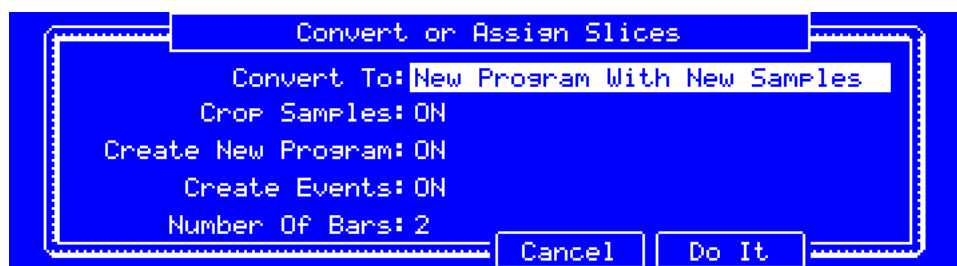 Convert or Assign Slices
Convert To:New Program With New Samples
Crop Samples:ON
Create New Program:ON
Create Events:ON
Number Of Bars:2
Cancel Do It